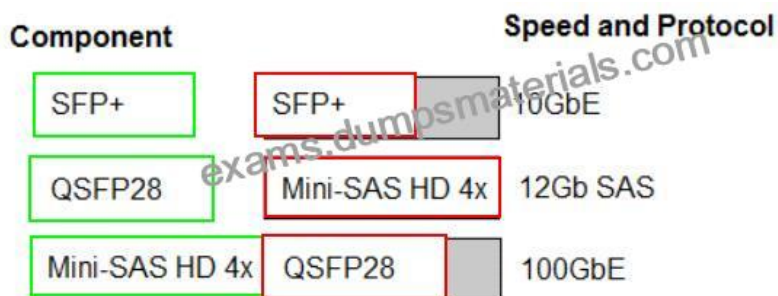 Component Speed and Protocol
SFP+ SFP+ 10GbE
QSFP28 Mini-SAS HD 4x 12Gb SAS
Mini-SAS HD 4x QSFP28 100GbE
exams.dumpsmaterials.com